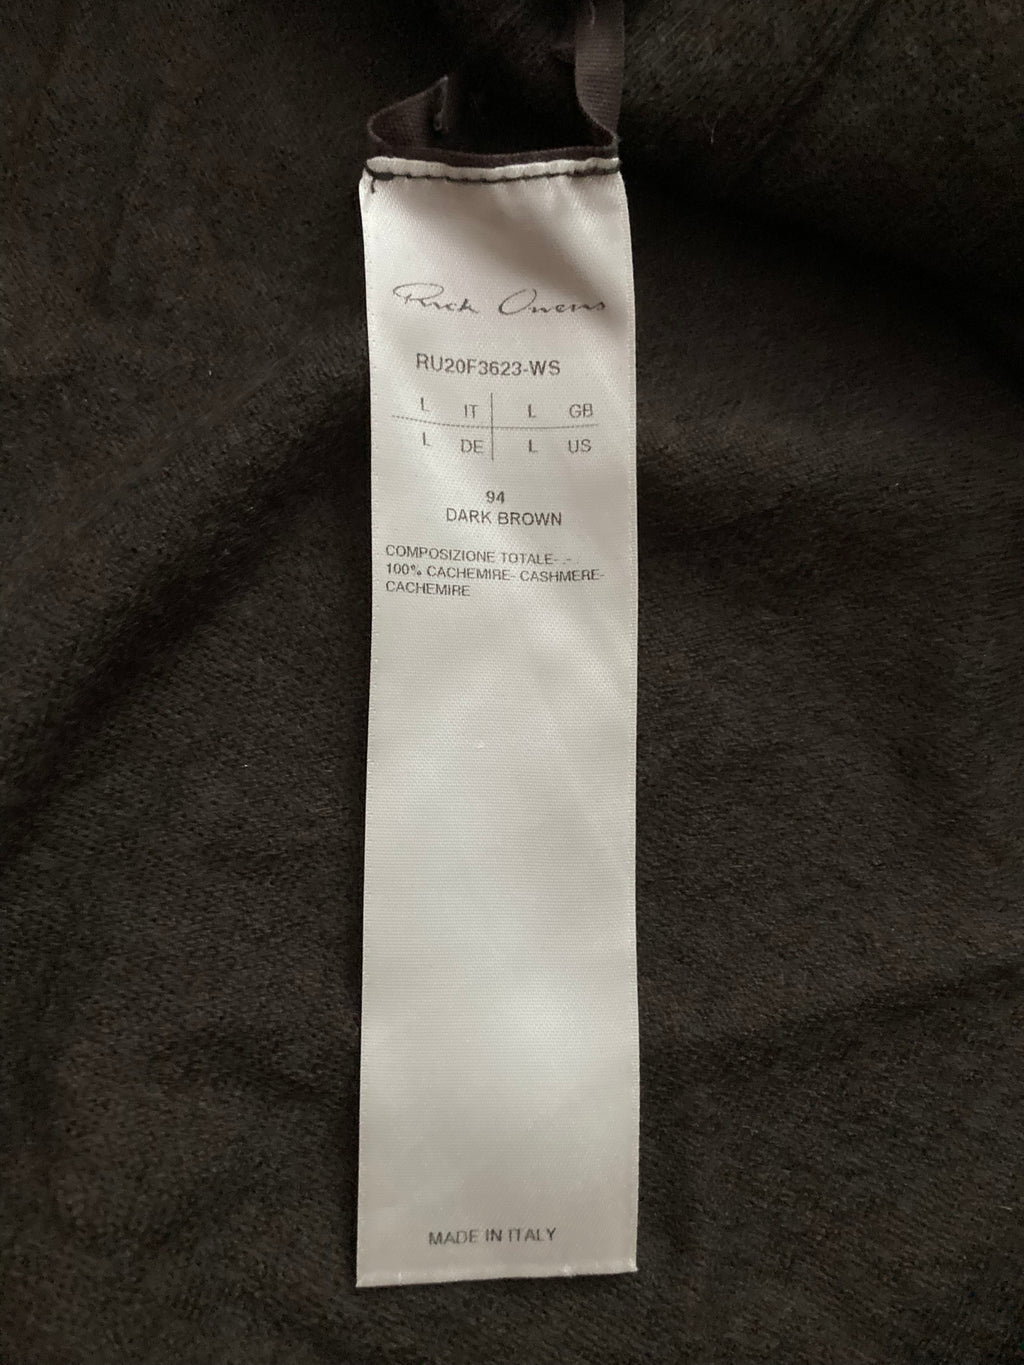 Rick Owens
RU20F3623-WS
L IT L GB
L DE L US
94
DARK BROWN
COMPOSIZIONE TOTALE- .-
100% CACHEMIRE- CASHMERE-
CACHEMIRE
MADE IN ITALY